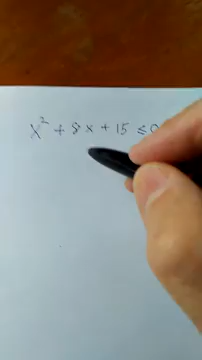 x² + 8x + 15 ≤ 0